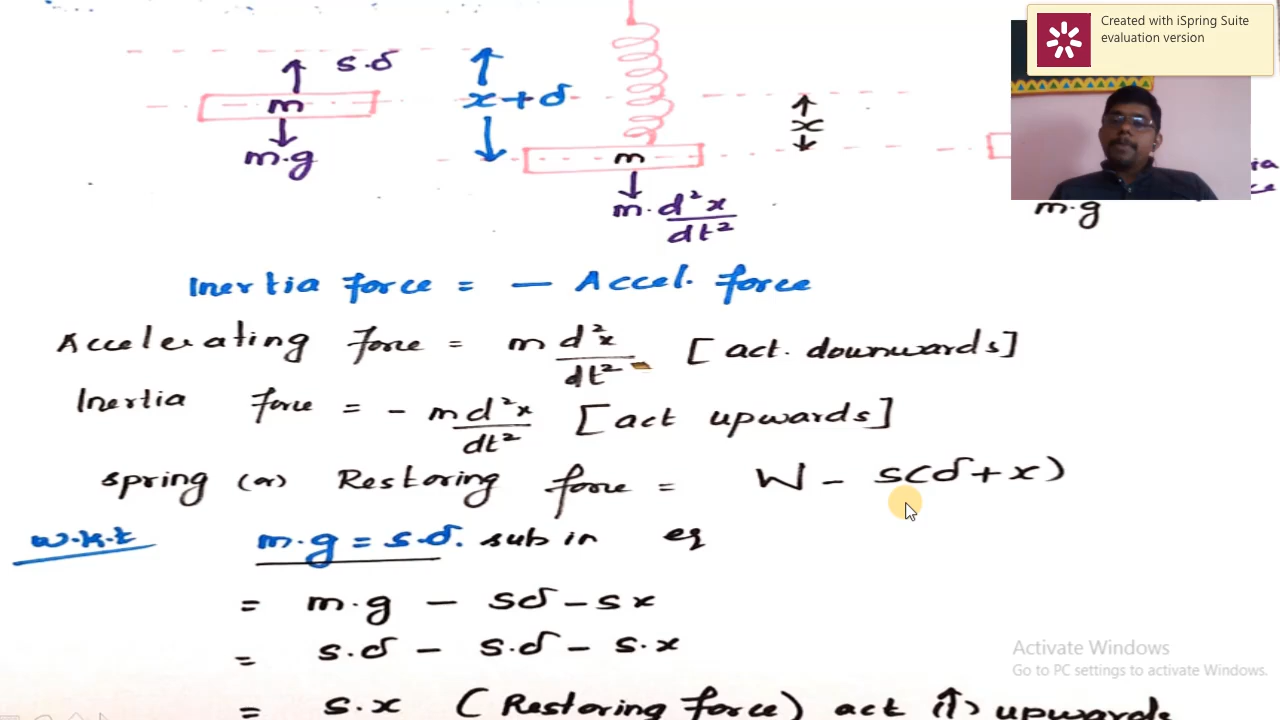 Created with iSpring Suite
evaluation version
s.δ
m
m.g
x+δ
m
m. d²x
dt²
x
m.g
Inertia force = - Accel. force
Accelerating force = m d²x/dt² [act. downwards]
Inertia force = - m d²x/dt² [act upwards]
spring (or) Restoring force = W - s(δ+x)
w.k.t m.g = s.δ. sub in eq
= m.g - sδ - sx
= s.δ - s.δ - s.x
= s.x (Restoring force) act (↑) upwards
Activate Windows
Go to PC settings to activate Windows.